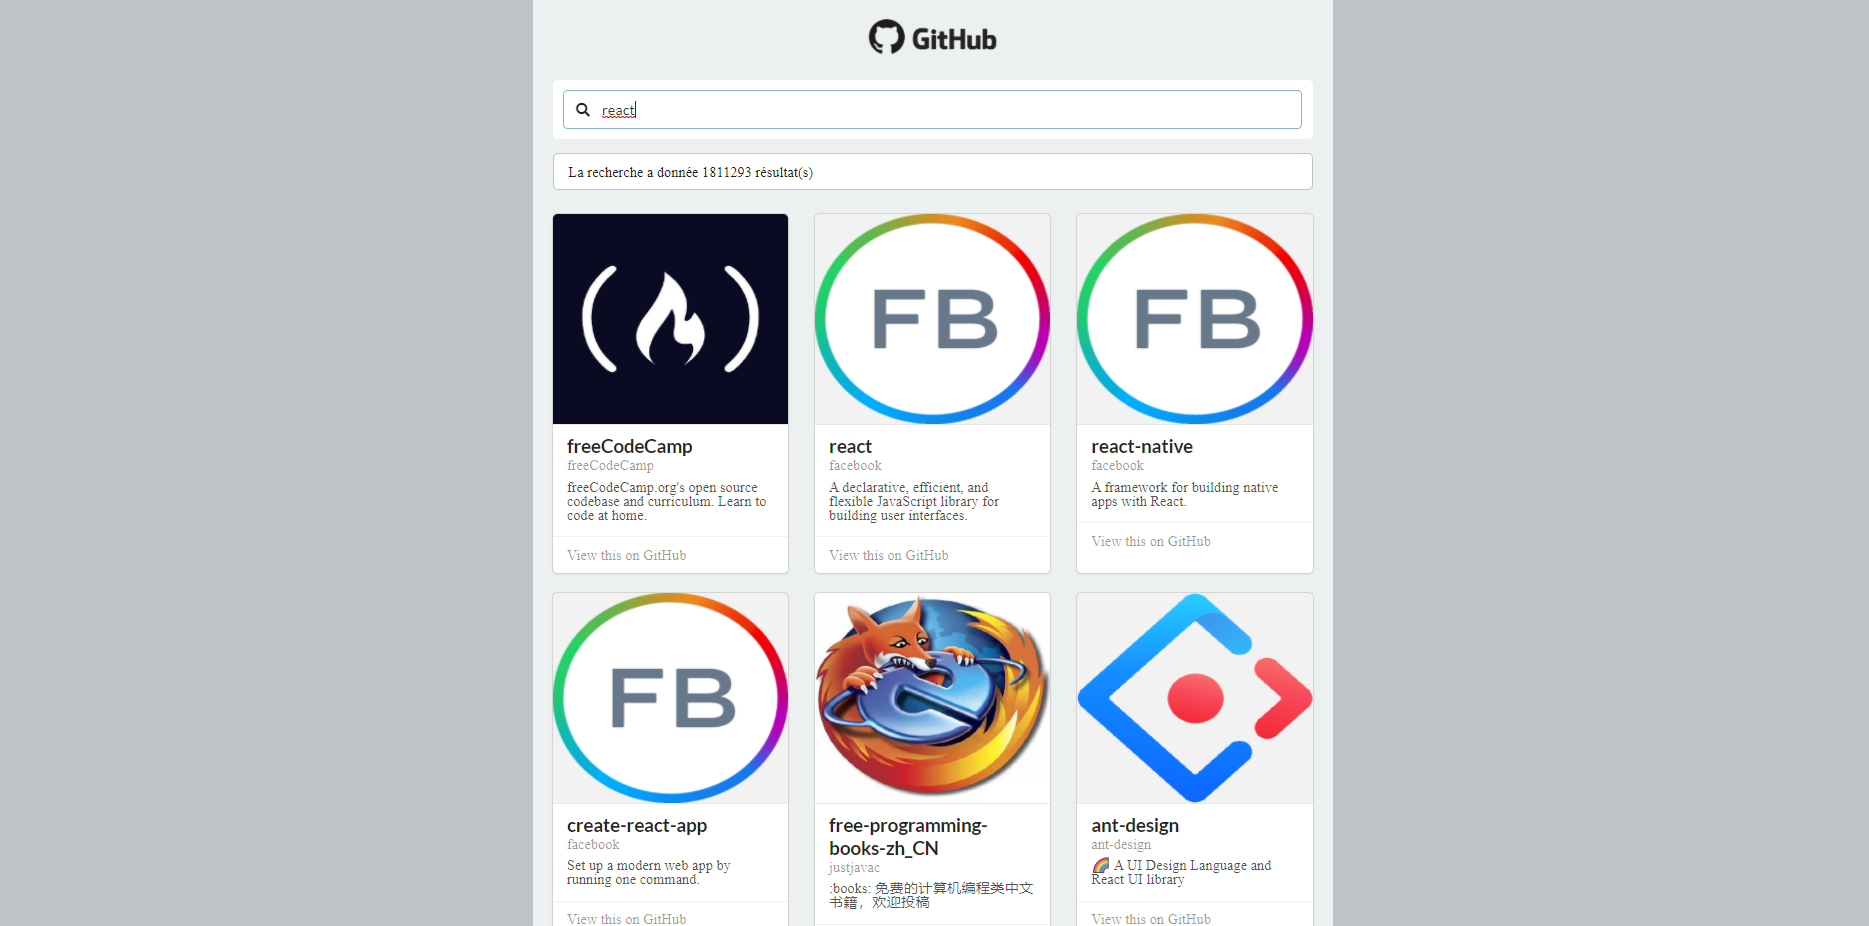 GitHub
react
La recherche a donnée 1811293 résultat(s)
FB
FB
freeCodeCamp
freeCodeCamp
freeCodeCamp.org's open source
codebase and curriculum. Learn to
code at home.
View this on GitHub
react
facebook
A declarative, efficient, and
flexible JavaScript library for
building user interfaces.
View this on GitHub
react-native
facebook
A framework for building native
apps with React.
View this on GitHub
FB
create-react-app
facebook
Set up a modern web app by
running one command.
View this on GitHub
free-programming-
books-zh_CN
justjavac
:books: 免费的计算机编程类中文
书籍，欢迎投稿
ant-design
ant-design
🌈 A UI Design Language and
React UI library
View this on GitHub